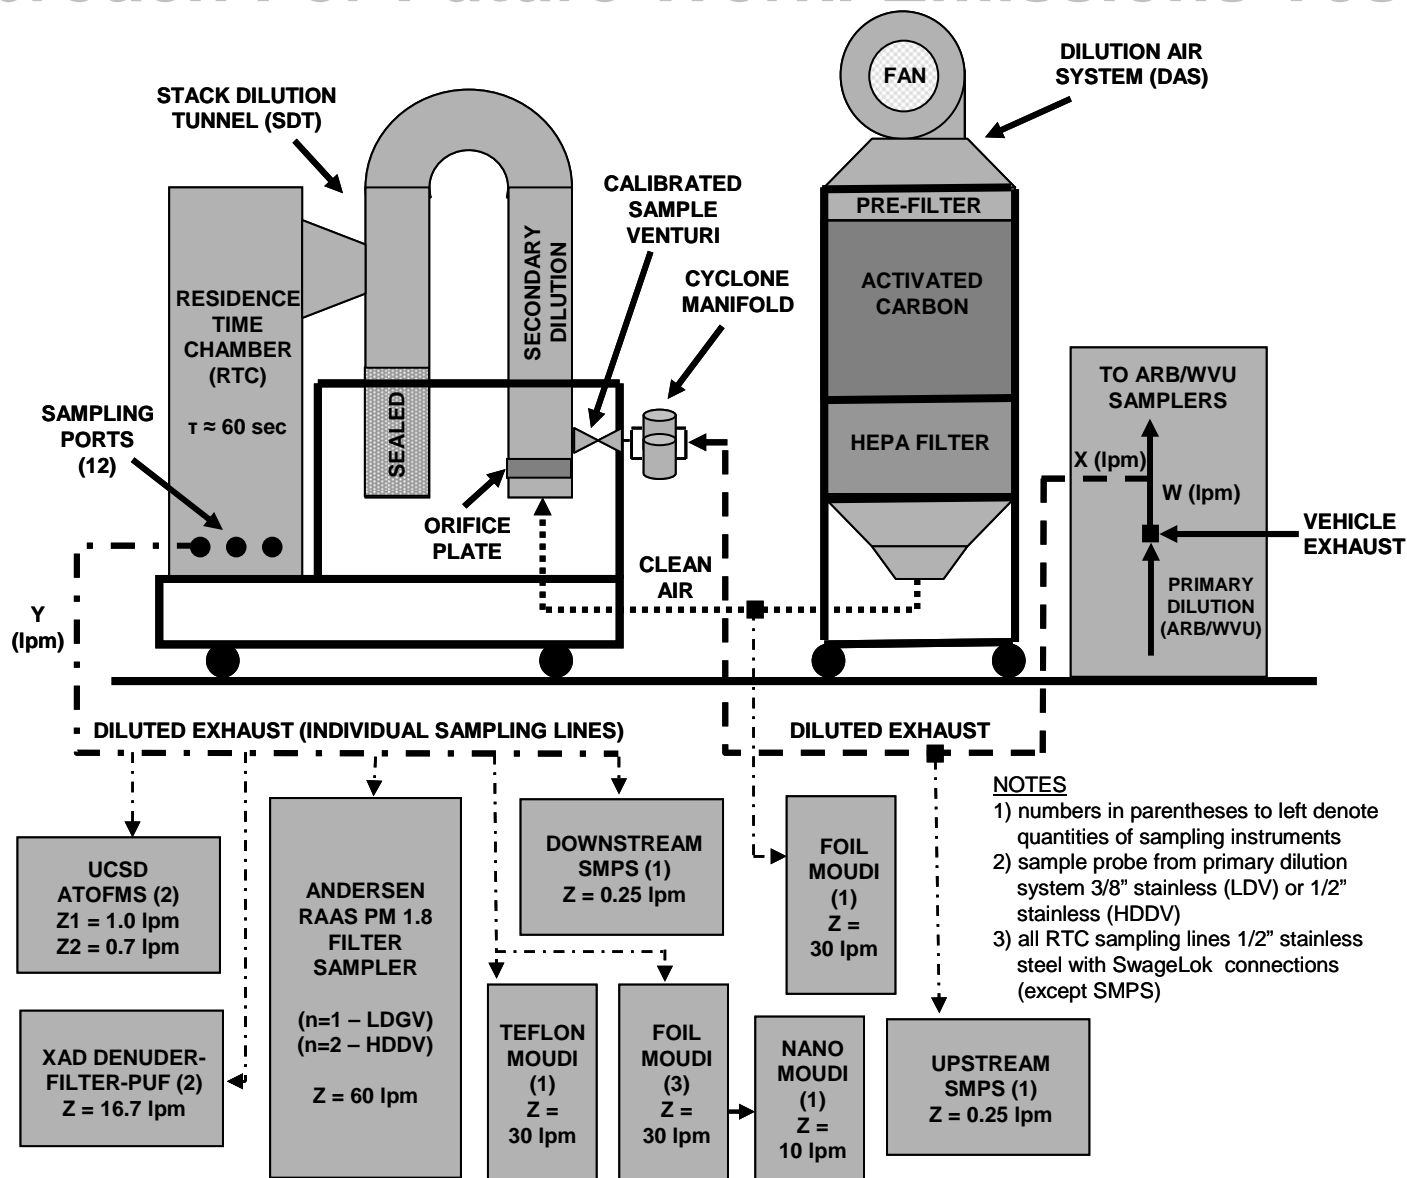 FAN
DILUTION AIR
SYSTEM (DAS)
STACK DILUTION
TUNNEL (SDT)
CALIBRATED
SAMPLE
VENTURI
PRE-FILTER
SECONDARY
DILUTION
CYCLONE
MANIFOLD
ACTIVATED
CARBON
RESIDENCE
TIME
CHAMBER
(RTC)
τ ≈ 60 sec
TO ARB/WVU
SAMPLERS
SAMPLING
PORTS
(12)
SEALED
HEPA FILTER
X (lpm)
W (lpm)
ORIFICE
PLATE
VEHICLE
EXHAUST
CLEAN
AIR
PRIMARY
DILUTION
(ARB/WVU)
Y
(lpm)
DILUTED EXHAUST (INDIVIDUAL SAMPLING LINES)
DILUTED EXHAUST
NOTES
1) numbers in parentheses to left denote
quantities of sampling instruments
2) sample probe from primary dilution
system 3/8” stainless (LDV) or 1/2”
stainless (HDDV)
3) all RTC sampling lines 1/2” stainless
steel with SwageLok connections
(except SMPS)
UCSD
ATOFMS (2)
Z1 = 1.0 lpm
Z2 = 0.7 lpm
XAD DENUDER-
FILTER-PUF (2)
Z = 16.7 lpm
ANDERSEN
RAAS PM 1.8
FILTER
SAMPLER
(n=1 – LDGV)
(n=2 – HDDV)
Z = 60 lpm
DOWNSTREAM
SMPS (1)
Z = 0.25 lpm
TEFLON
MOUDI
(1)
Z =
30 lpm
FOIL
MOUDI
(3)
Z =
30 lpm
FOIL
MOUDI
(1)
Z =
30 lpm
NANO
MOUDI
(1)
Z =
10 lpm
UPSTREAM
SMPS (1)
Z = 0.25 lpm